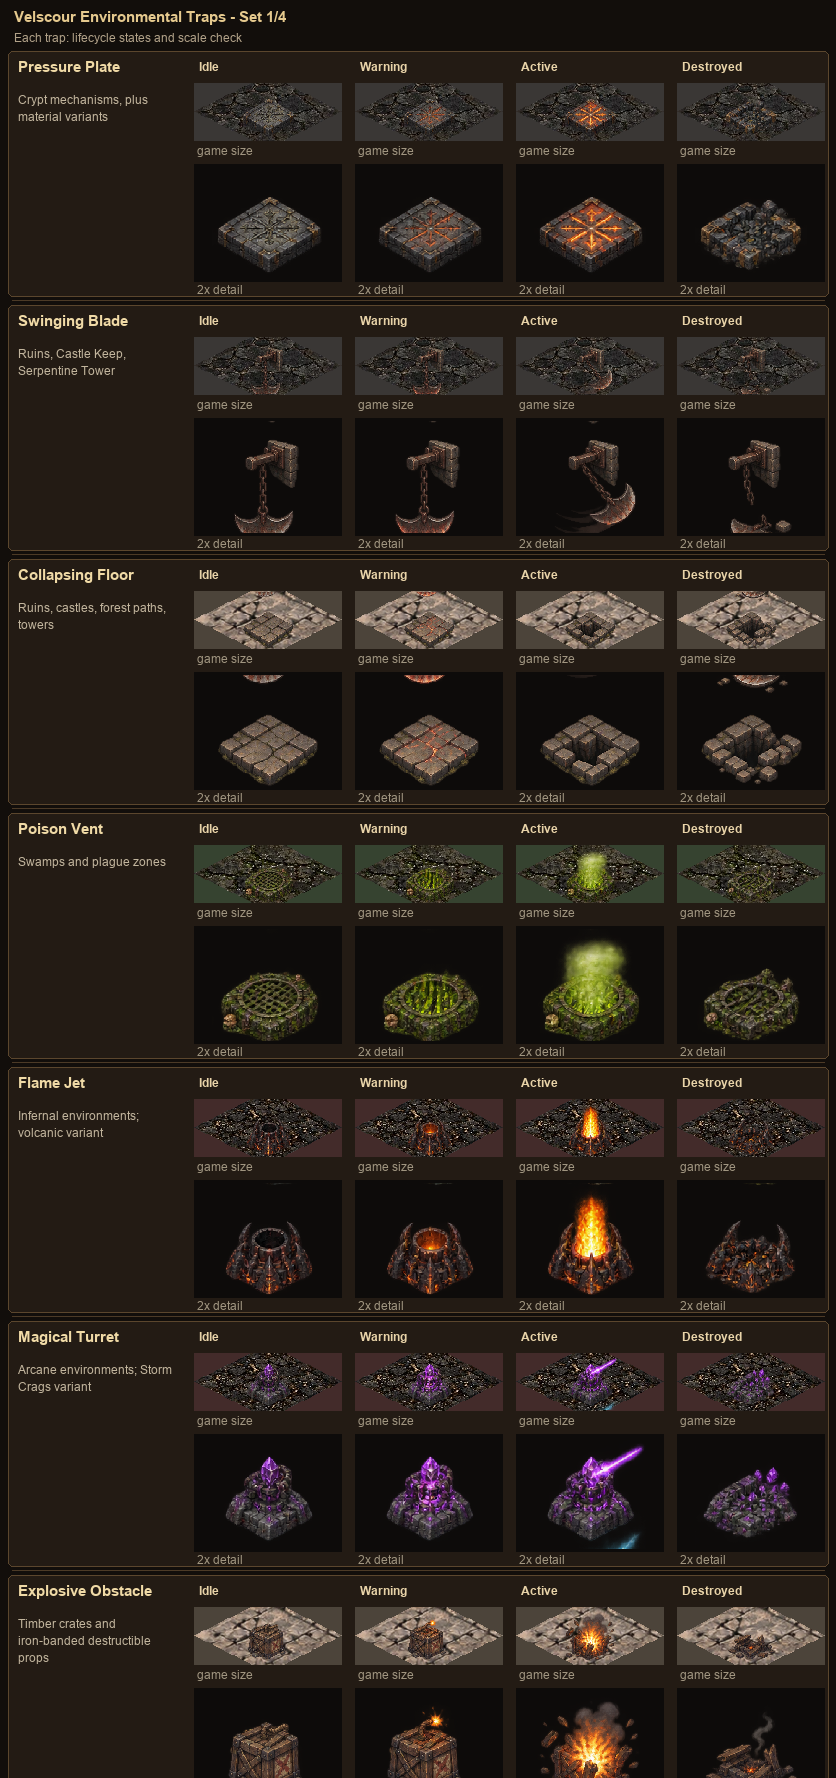 Velscour Environmental Traps - Set 1/4
Each trap: lifecycle states and scale check
Pressure Plate
Idle
Warning
Active
Destroyed
Crypt mechanisms, plus
material variants
game size
game size
game size
game size
2x detail
2x detail
2x detail
2x detail
Swinging Blade
Idle
Warning
Active
Destroyed
Ruins, Castle Keep,
Serpentine Tower
game size
game size
game size
game size
2x detail
2x detail
2x detail
2x detail
Collapsing Floor
Idle
Warning
Active
Destroyed
Ruins, castles, forest paths,
towers
game size
game size
game size
game size
2x detail
2x detail
2x detail
2x detail
Poison Vent
Idle
Warning
Active
Destroyed
Swamps and plague zones
game size
game size
game size
game size
2x detail
2x detail
2x detail
2x detail
Flame Jet
Idle
Warning
Active
Destroyed
Infernal environments;
volcanic variant
game size
game size
game size
game size
2x detail
2x detail
2x detail
2x detail
Magical Turret
Idle
Warning
Active
Destroyed
Arcane environments; Storm
Crags variant
game size
game size
game size
game size
2x detail
2x detail
2x detail
2x detail
Explosive Obstacle
Idle
Warning
Active
Destroyed
Timber crates and
iron-banded destructible
props
game size
game size
game size
game size